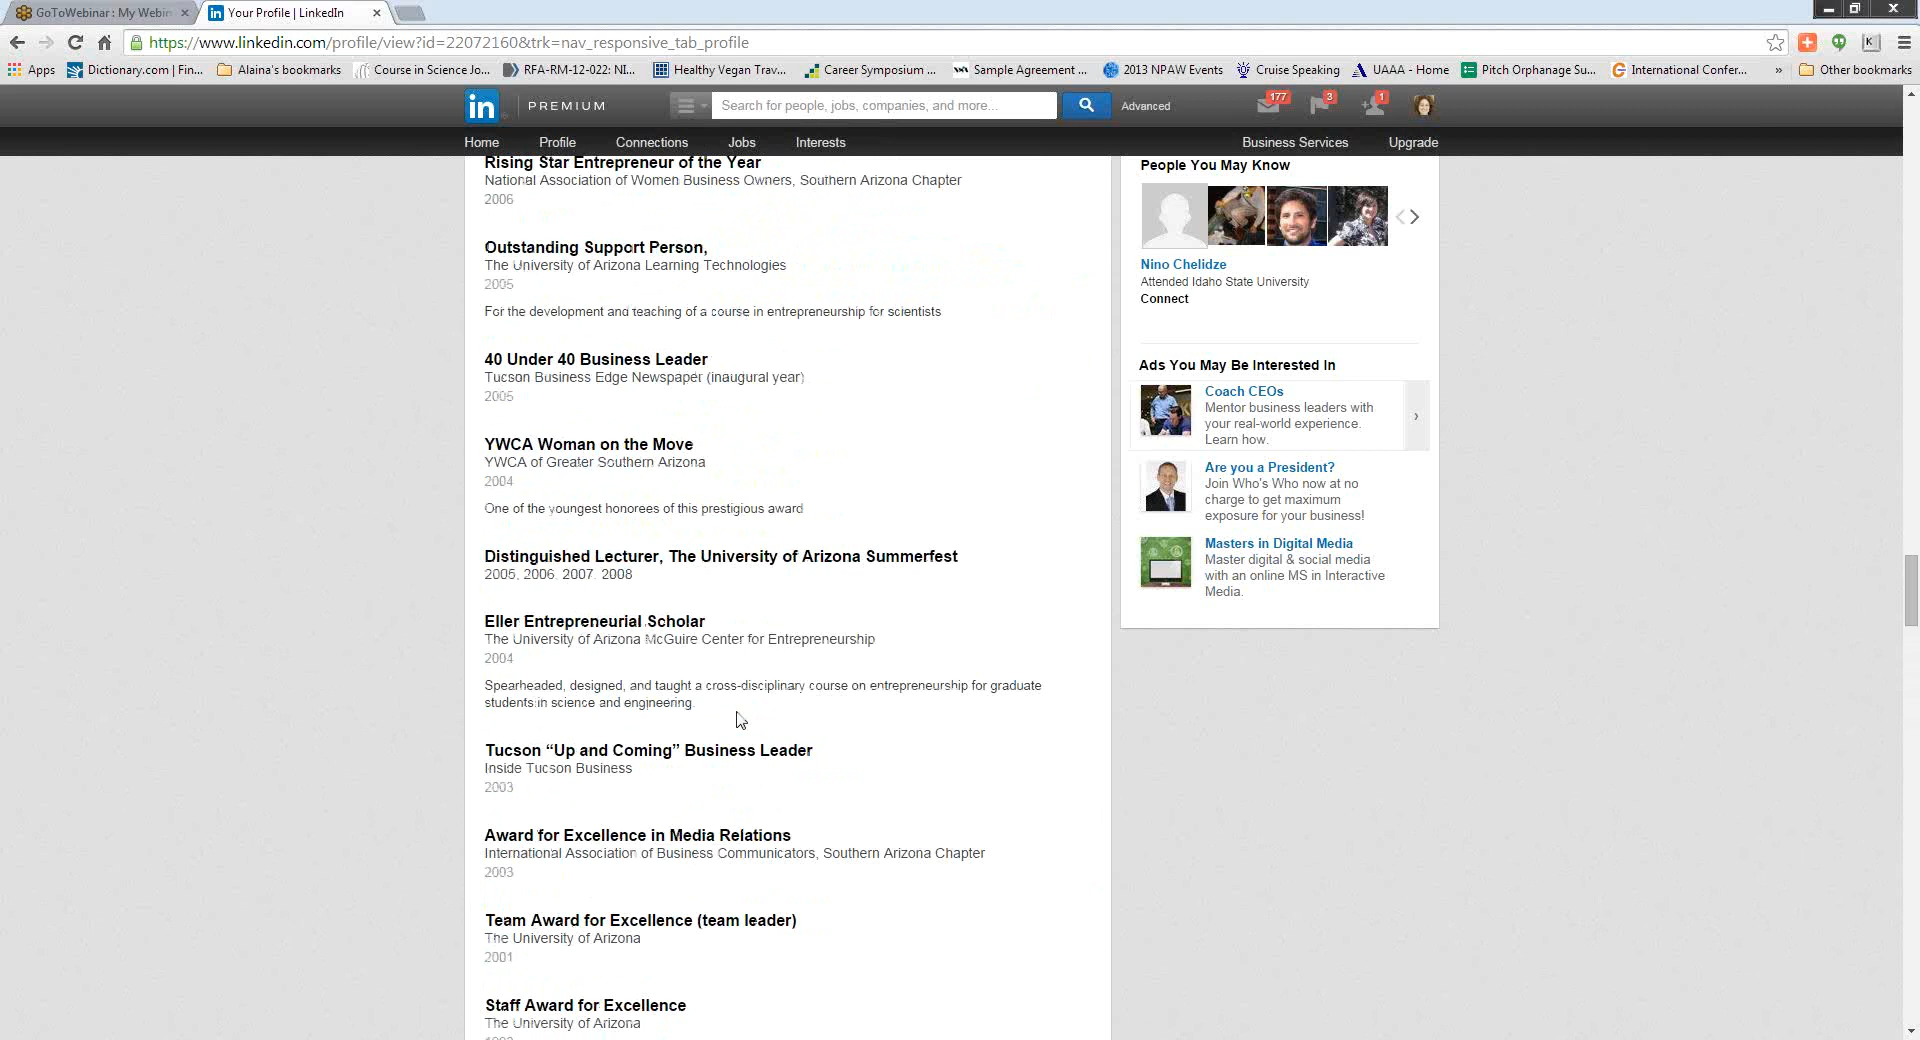 GoToWebinar : My Webin
Your Profile | LinkedIn
https://www.linkedin.com/profile/view?id=22072160&trk=nav_responsive_tab_profile
Apps
Dictionary.com | Fin...
Alaina's bookmarks
Course in Science Jo...
RFA-RM-12-022: NI...
Healthy Vegan Trav...
Career Symposium ...
Sample Agreement ...
2013 NPAW Events
Cruise Speaking
UAAA - Home
Pitch Orphanage Su...
International Confer...
»
Other bookmarks
in
PREMIUM
Search for people, jobs, companies, and more...
Advanced
177
3
1
Home
Profile
Connections
Jobs
Interests
Business Services
Upgrade
Rising Star Entrepreneur of the Year
National Association of Women Business Owners, Southern Arizona Chapter
2006
Outstanding Support Person,
The University of Arizona Learning Technologies
2005
For the development and teaching of a course in entrepreneurship for scientists
40 Under 40 Business Leader
Tucson Business Edge Newspaper (inaugural year)
2005
YWCA Woman on the Move
YWCA of Greater Southern Arizona
2004
One of the youngest honorees of this prestigious award
Distinguished Lecturer, The University of Arizona Summerfest
2005, 2006, 2007, 2008
Eller Entrepreneurial Scholar
The University of Arizona McGuire Center for Entrepreneurship
2004
Spearheaded, designed, and taught a cross-disciplinary course on entrepreneurship for graduate
students in science and engineering.
Tucson “Up and Coming” Business Leader
Inside Tucson Business
2003
Award for Excellence in Media Relations
International Association of Business Communicators, Southern Arizona Chapter
2003
Team Award for Excellence (team leader)
The University of Arizona
2001
Staff Award for Excellence
The University of Arizona
People You May Know
Nino Chelidze
Attended Idaho State University
Connect
Ads You May Be Interested In
Coach CEOs
Mentor business leaders with
your real-world experience.
Learn how.
Are you a President?
Join Who's Who now at no
charge to get maximum
exposure for your business!
Masters in Digital Media
Master digital & social media
with an online MS in Interactive
Media.